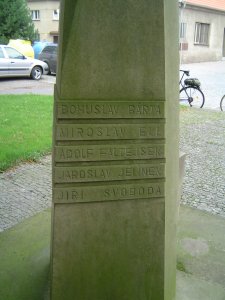 BOHUSLAV BÁRTA
MIROSLAV
ADOLF FALTEJSEK
JAROSLAV JELÍNEK
JIŘÍ SVOBODA